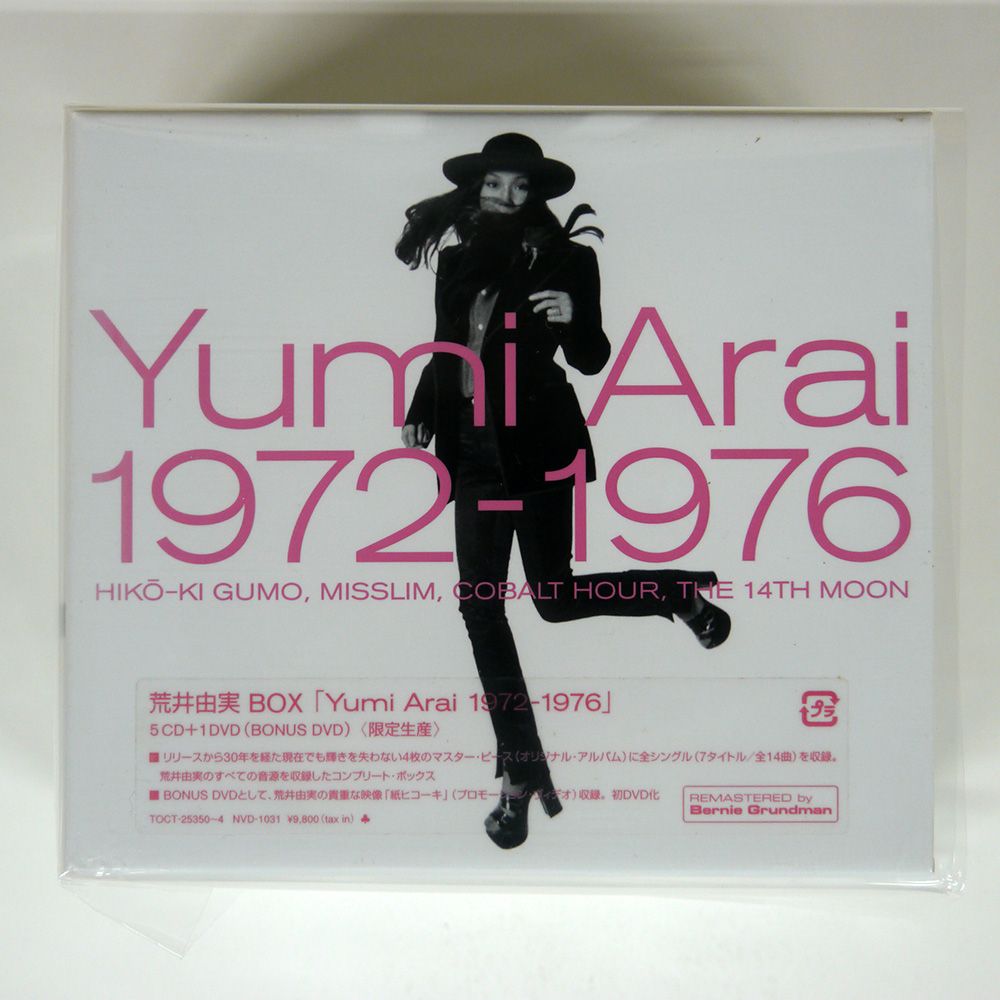 Yumi Arai
1972-1976
HIKŌ-KI GUMO, MISSLIM, COBALT HOUR, THE 14TH MOON
荒井由実 BOX「Yumi Arai 1972-1976」
5CD+1DVD(BONUS DVD)〈限定生産〉
プラ
■ リリースから30年を経た現在でも輝きを失わない4枚のマスター・ピース(オリジナル・アルバム)に全シングル(7タイトル/全14曲)を収録。
荒井由実のすべての音源を収録したコンプリート・ボックス
■ BONUS DVDとして、荒井由実の貴重な映像「紙ヒコーキ」(プロモーション・ヴィデオ)収録。初DVD化
TOCT-25350~4 NVD-1031 ¥9,800(tax in) ♣
REMASTERED by
Bernie Grundman